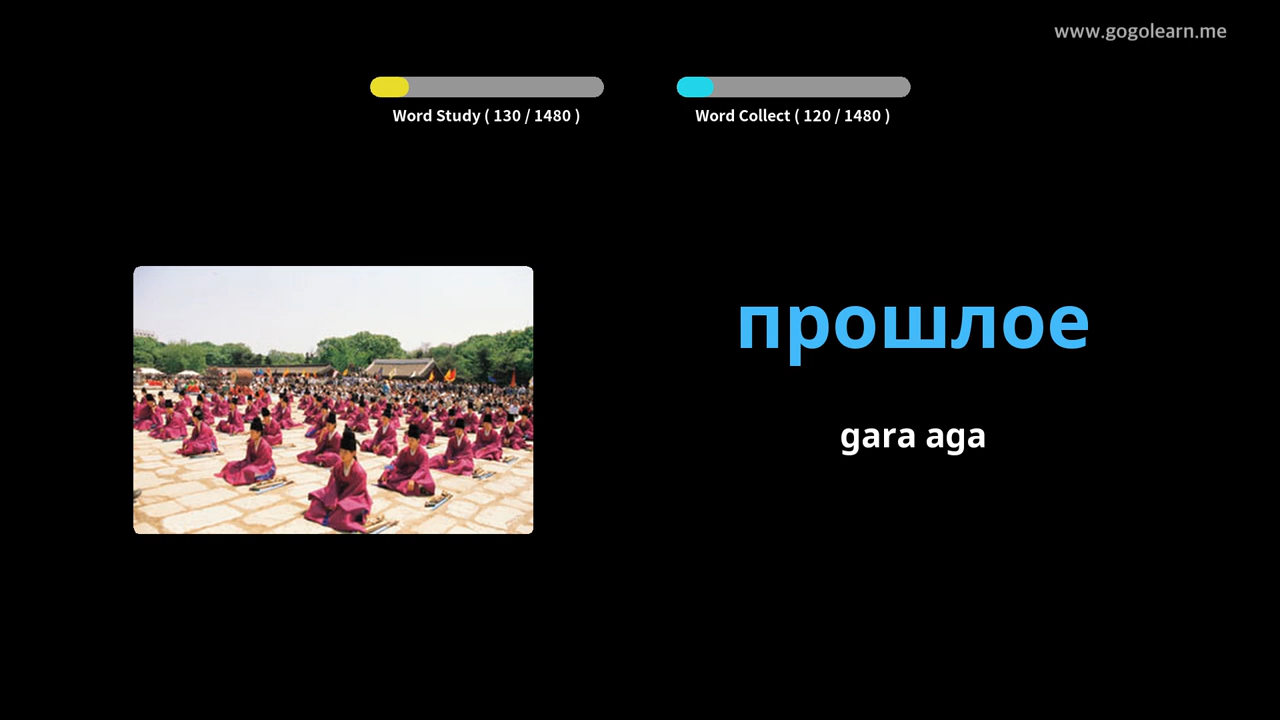 www.gogolearn.me
Word Study ( 130 / 1480 )
Word Collect ( 120 / 1480 )
прошлое
gara aga